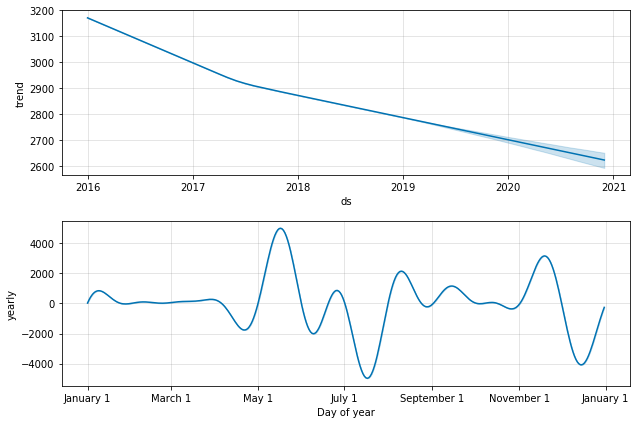 3200
3100
3000
2900
2800
2700
2600
trend
2016 2017 2018 2019 2020 2021
ds
4000
2000
0
−2000
−4000
yearly
January 1 March 1 May 1 July 1 September 1 November 1 January 1
Day of year